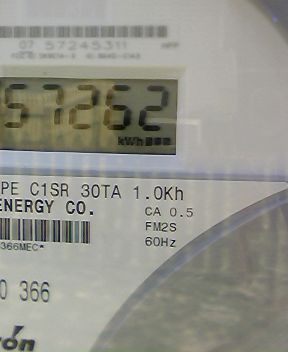 07 57245311
57262
kWh
PE C1SR 30TA 1.0Kh
ENERGY CO.
CA 0.5
FM2S
60Hz
366MEC*
0 366
ron